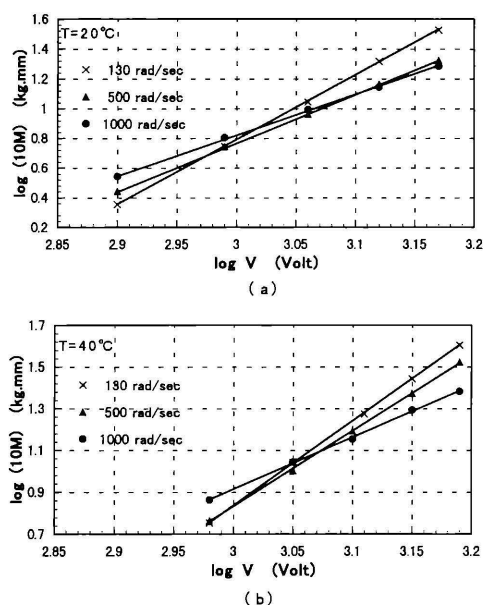 T=20℃
× 130 rad/sec
▲ 500 rad/sec
● 1000 rad/sec
log (10M) (kg.mm)
1.6
1.4
1.2
1
0.8
0.6
0.4
0.2
2.85 2.9 2.95 3 3.05 3.1 3.15 3.2
log V (Volt)
(a)
T=40℃
× 130 rad/sec
▲ 500 rad/sec
● 1000 rad/sec
log (10M) (kg.mm)
1.7
1.5
1.3
1.1
0.9
0.7
2.85 2.9 2.95 3 3.05 3.1 3.15 3.2
log V (Volt)
(b)